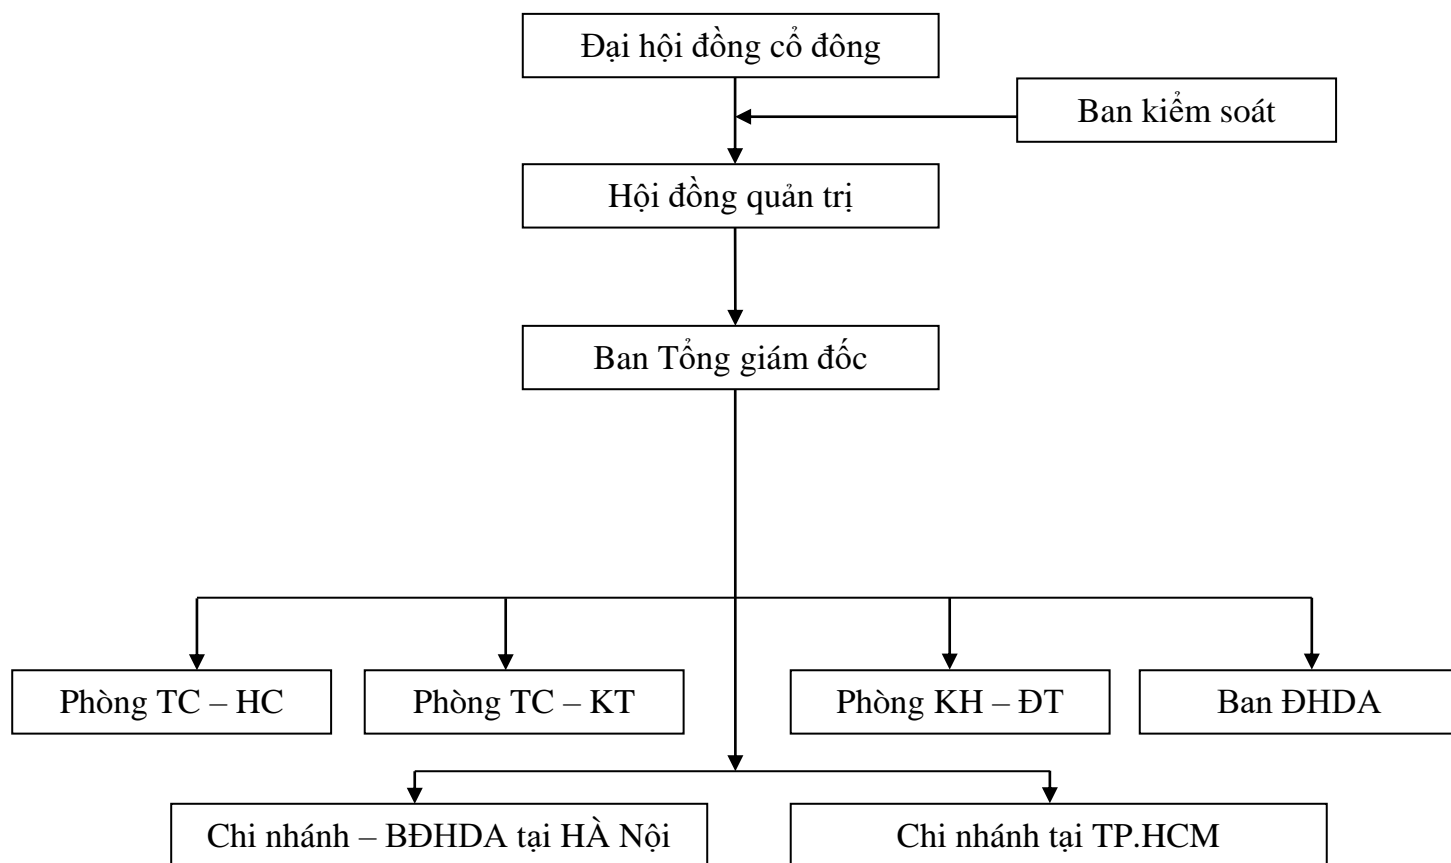 Đại hội đồng cổ đông
Ban kiểm soát
Hội đồng quản trị
Ban Tổng giám đốc
Phòng TC – HC
Phòng TC – KT
Phòng KH – ĐT
Ban ĐHDA
Chi nhánh – BĐHDA tại HÀ Nội
Chi nhánh tại TP.HCM